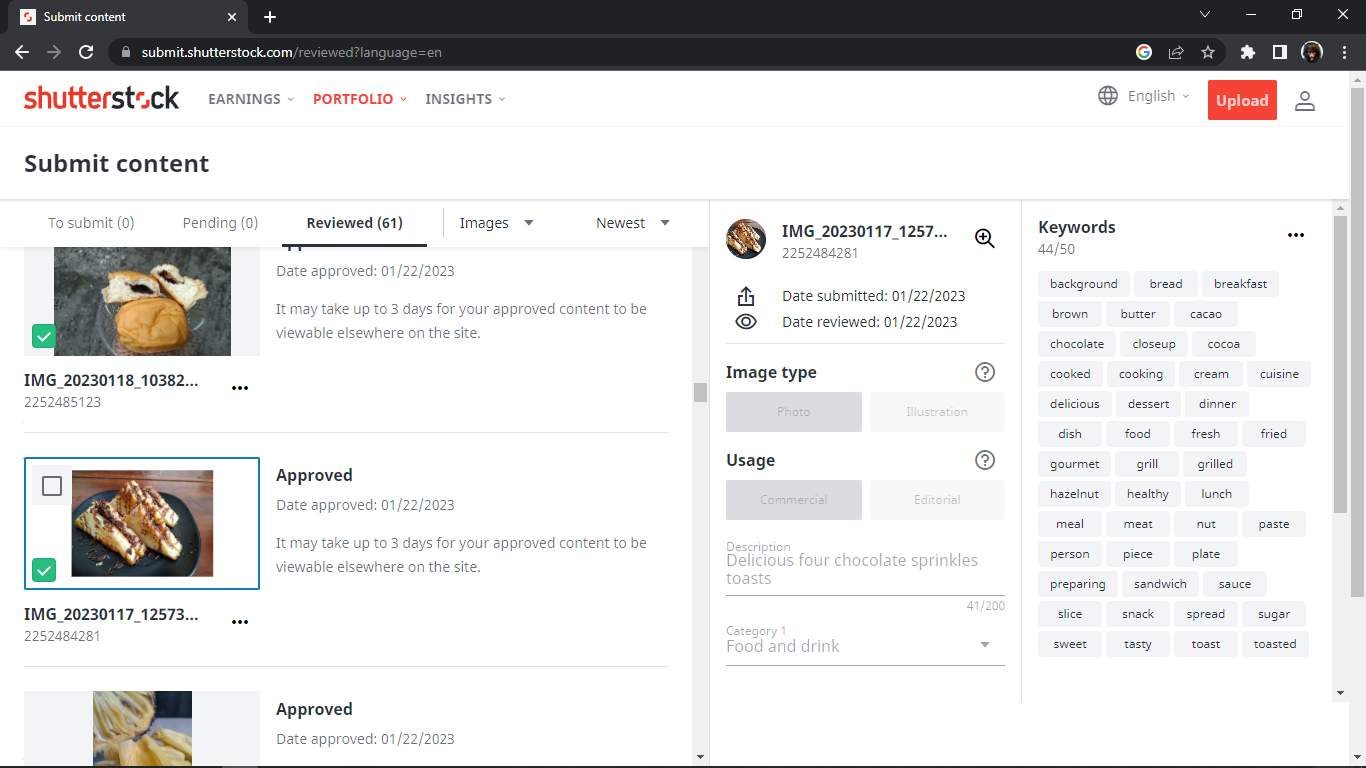 Submit content
submit.shutterstock.com/reviewed?language=en
shutterstock
EARNINGS
PORTFOLIO
INSIGHTS
English
Upload
Submit content
To submit (0)
Pending (0)
Reviewed (61)
Images
Newest
Date approved: 01/22/2023
It may take up to 3 days for your approved content to be
viewable elsewhere on the site.
IMG_20230118_10382...
2252485123
Approved
Date approved: 01/22/2023
It may take up to 3 days for your approved content to be
viewable elsewhere on the site.
IMG_20230117_12573...
2252484281
Approved
Date approved: 01/22/2023
IMG_20230117_1257...
2252484281
Date submitted: 01/22/2023
Date reviewed: 01/22/2023
Image type
Photo
Illustration
Usage
Commercial
Editorial
Description
Delicious four chocolate sprinkles
toasts
41/200
Category 1
Food and drink
Keywords
44/50
background bread breakfast
brown butter cacao
chocolate closeup cocoa
cooked cooking cream cuisine
delicious dessert dinner
dish food fresh fried
gourmet grill grilled
hazelnut healthy lunch
meal meat nut paste
person piece plate
preparing sandwich sauce
slice snack spread sugar
sweet tasty toast toasted